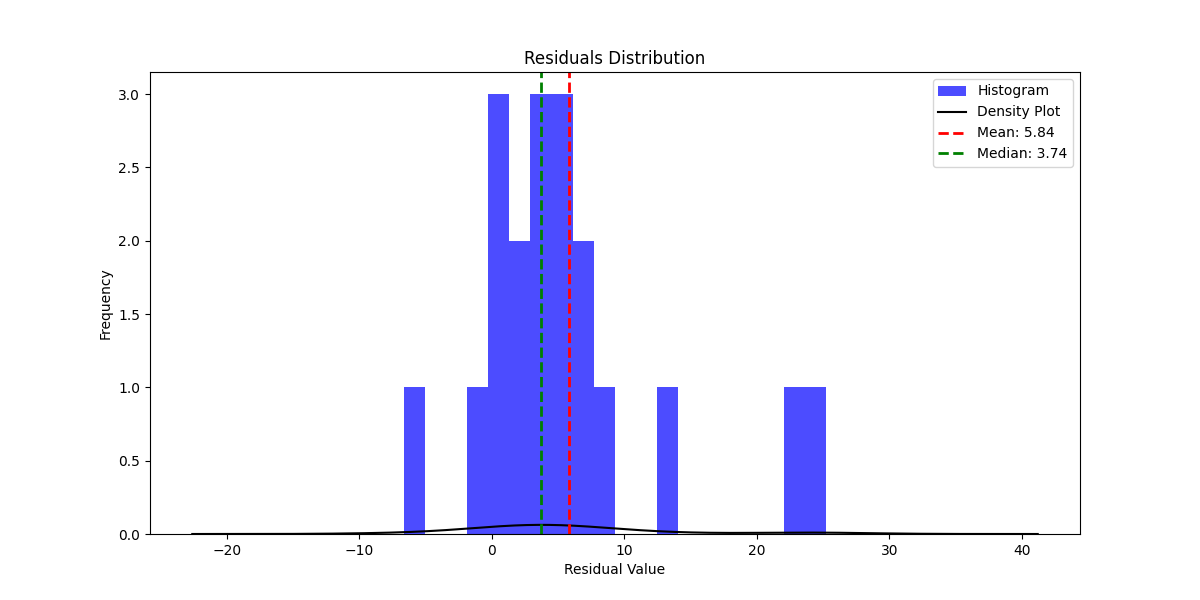 Residuals Distribution
Histogram
Density Plot
Mean: 5.84
Median: 3.74
3.0
2.5
2.0
1.5
1.0
0.5
0.0
Frequency
−20
−10
0
10
20
30
40
Residual Value